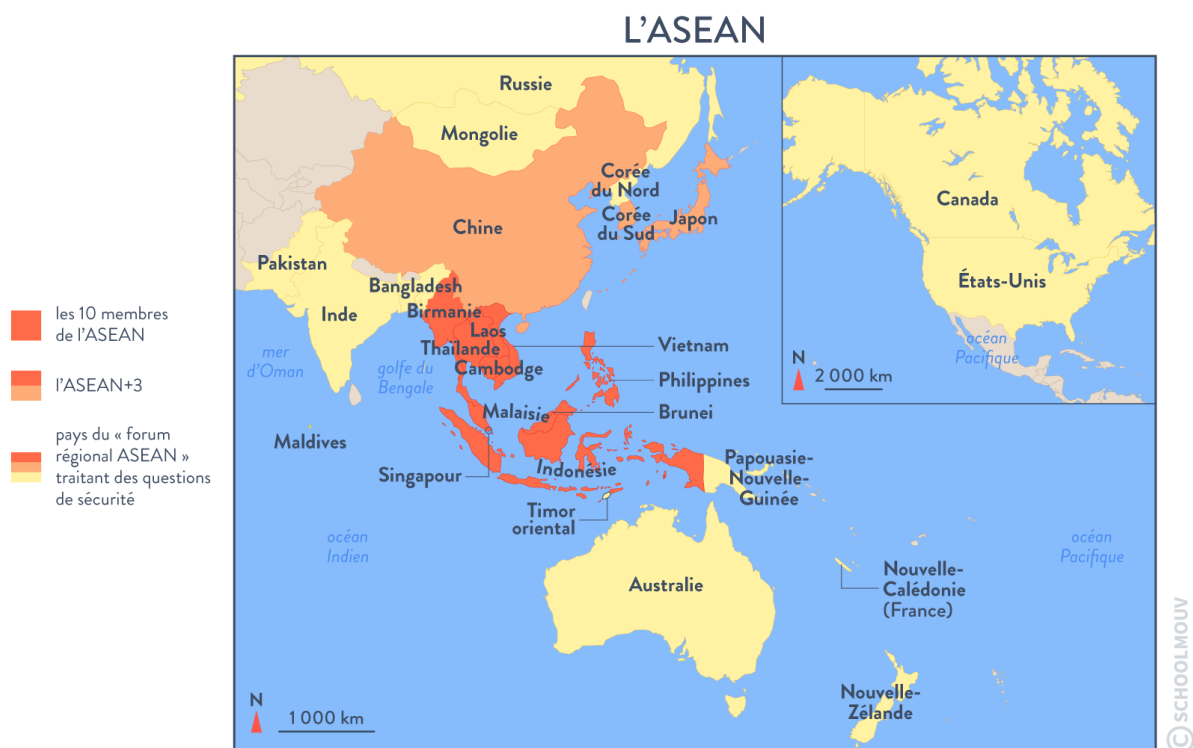 L'ASEAN
les 10 membres
de l'ASEAN
l'ASEAN+3
pays du « forum
régional ASEAN »
traitant des questions
de sécurité
Russie
Mongolie
Corée
du Nord
Corée
du Sud
Japon
Chine
Pakistan
Bangladesh
Inde
Birmanie
Laos
Thaïlande
Cambodge
Vietnam
Philippines
Brunei
Malaisie
Singapour
Indonésie
Maldives
mer
d'Oman
golfe du
Bengale
Papouasie-
Nouvelle-
Guinée
Timor
oriental
océan
Indien
océan
Pacifique
Australie
Nouvelle-
Calédonie
(France)
Nouvelle-
Zélande
N
1 000 km
Canada
États-Unis
océan
Pacifique
N
2 000 km
© SCHOOLMOUV